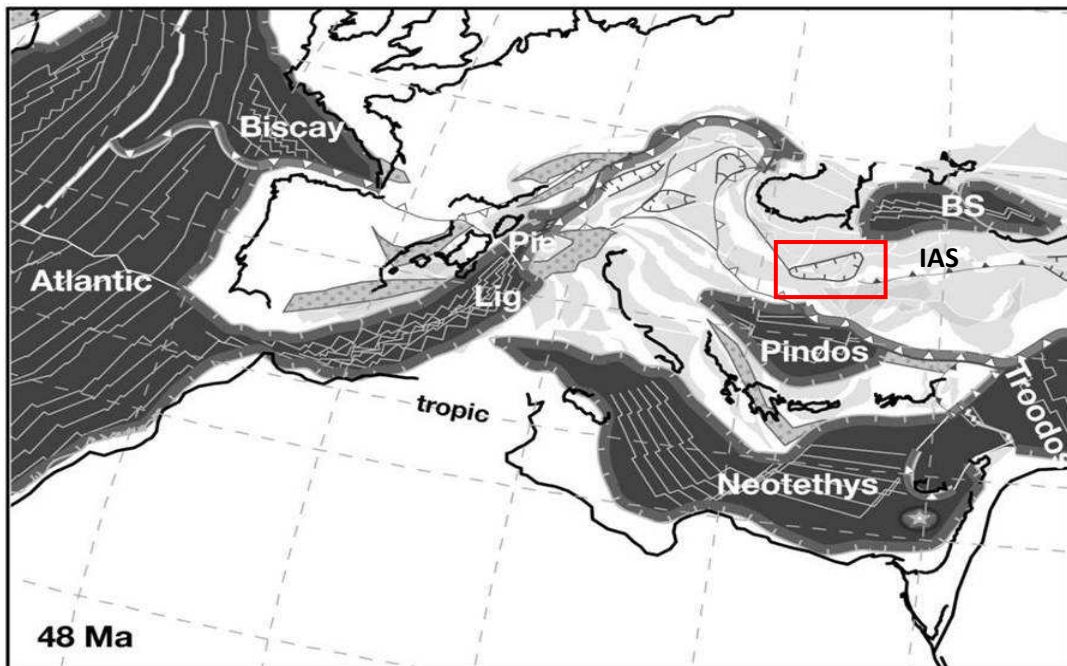 Biscay
BS
IAS
Pie
Atlantic
Lig
Pindos
Troodos
tropic
Neotethys
48 Ma